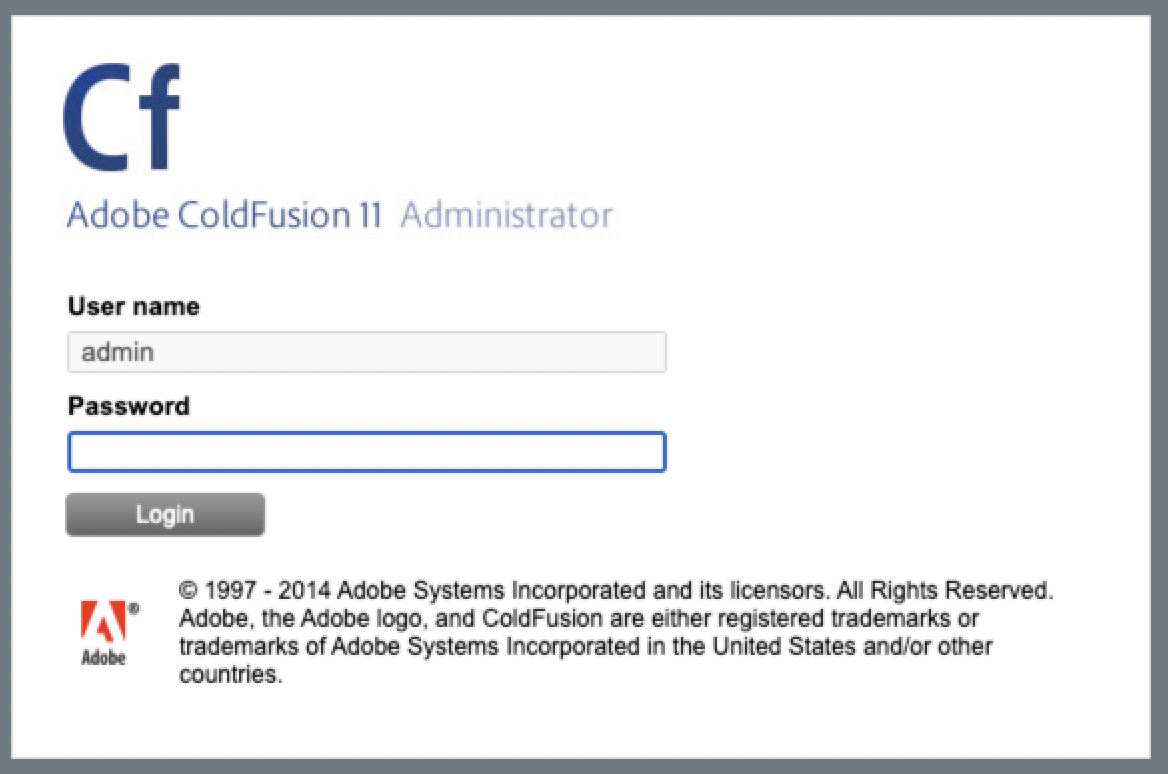 Cf
Adobe ColdFusion 11 Administrator
User name
admin
Password
Login
© 1997 - 2014 Adobe Systems Incorporated and its licensors. All Rights Reserved.
Adobe, the Adobe logo, and ColdFusion are either registered trademarks or
trademarks of Adobe Systems Incorporated in the United States and/or other
countries.
®
Adobe